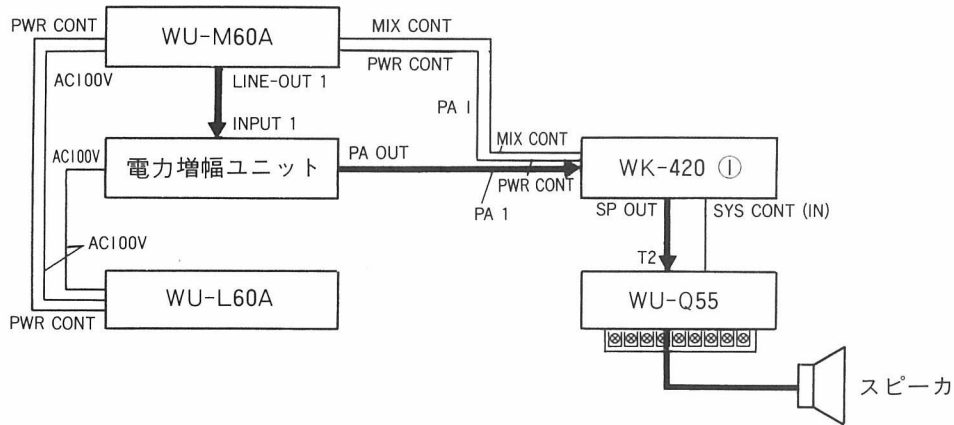 PWR CONT
WU-M60A
MIX CONT
PWR CONT
AC100V
LINE-OUT 1
PA 1
INPUT 1
AC100V
電力増幅ユニット
PA OUT
MIX CONT
PWR CONT
WK-420 ①
PA 1
SP OUT
SYS CONT (IN)
AC100V
T2
WU-L60A
WU-Q55
PWR CONT
スピーカ